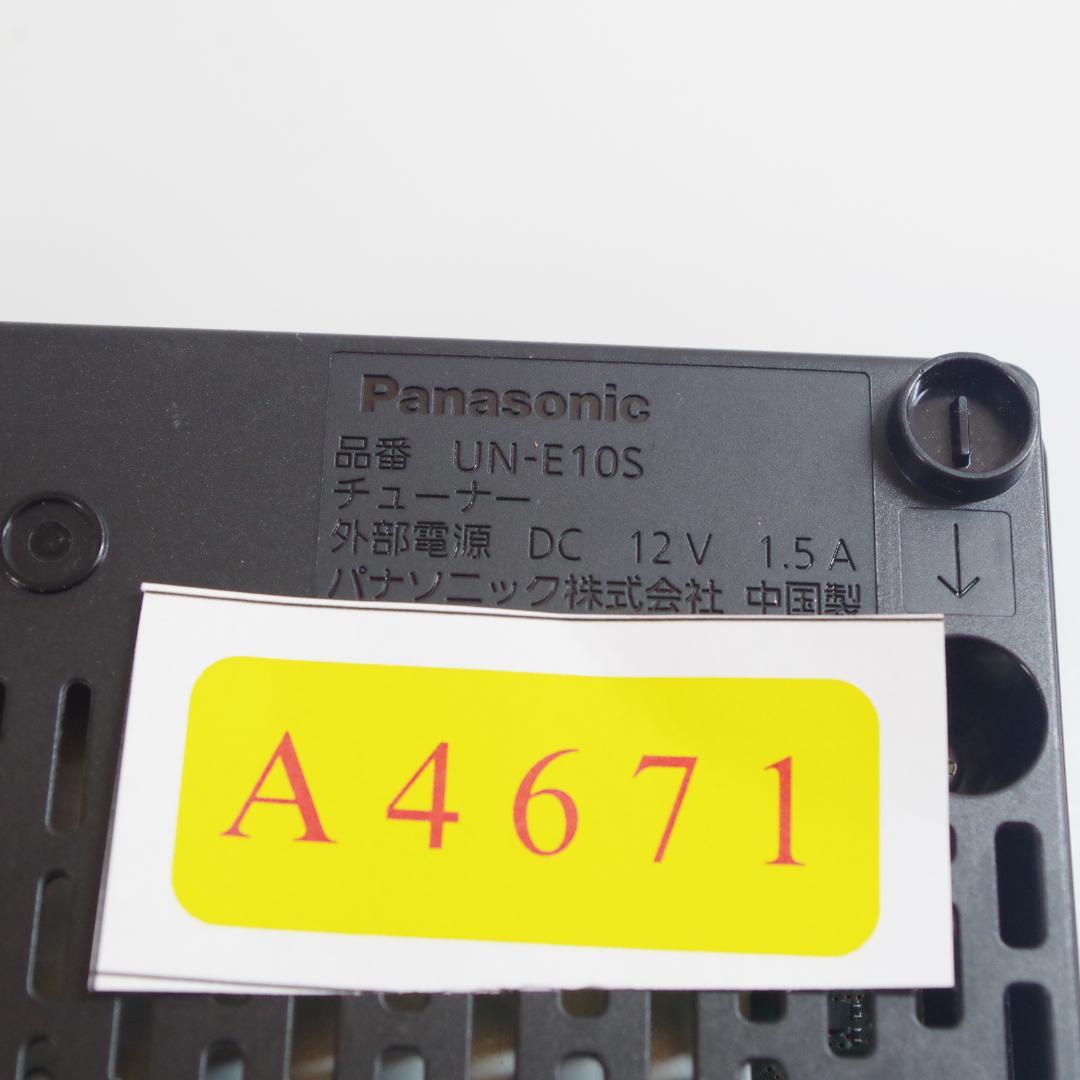 Panasonic
品番 UN-E10S
チューナー
外部電源 DC 12V 1.5A
パナソニック株式会社 中国製
A4671